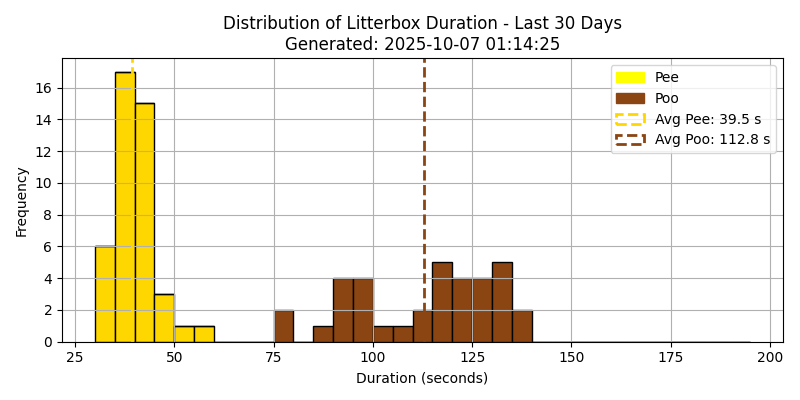 Distribution of Litterbox Duration - Last 30 Days
Generated: 2025-10-07 01:14:25
Pee
Poo
Avg Pee: 39.5 s
Avg Poo: 112.8 s
Frequency
16
14
12
10
8
6
4
2
0
25 50 75 100 125 150 175 200
Duration (seconds)